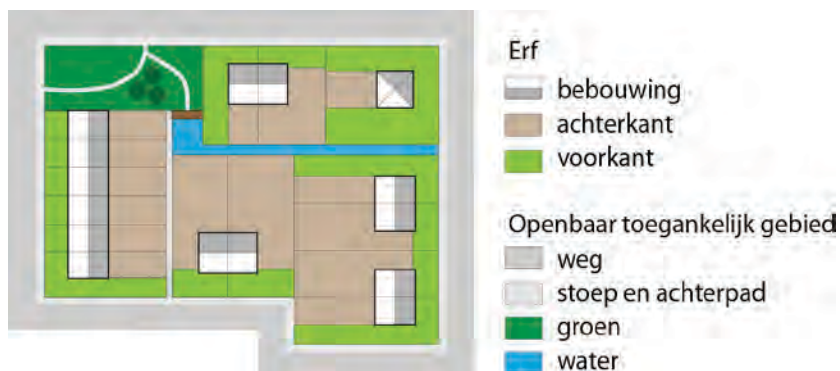 Erf
bebouwing
achterkant
voorkant
Openbaar toegankelijk gebied
weg
stoep en achterpad
groen
water